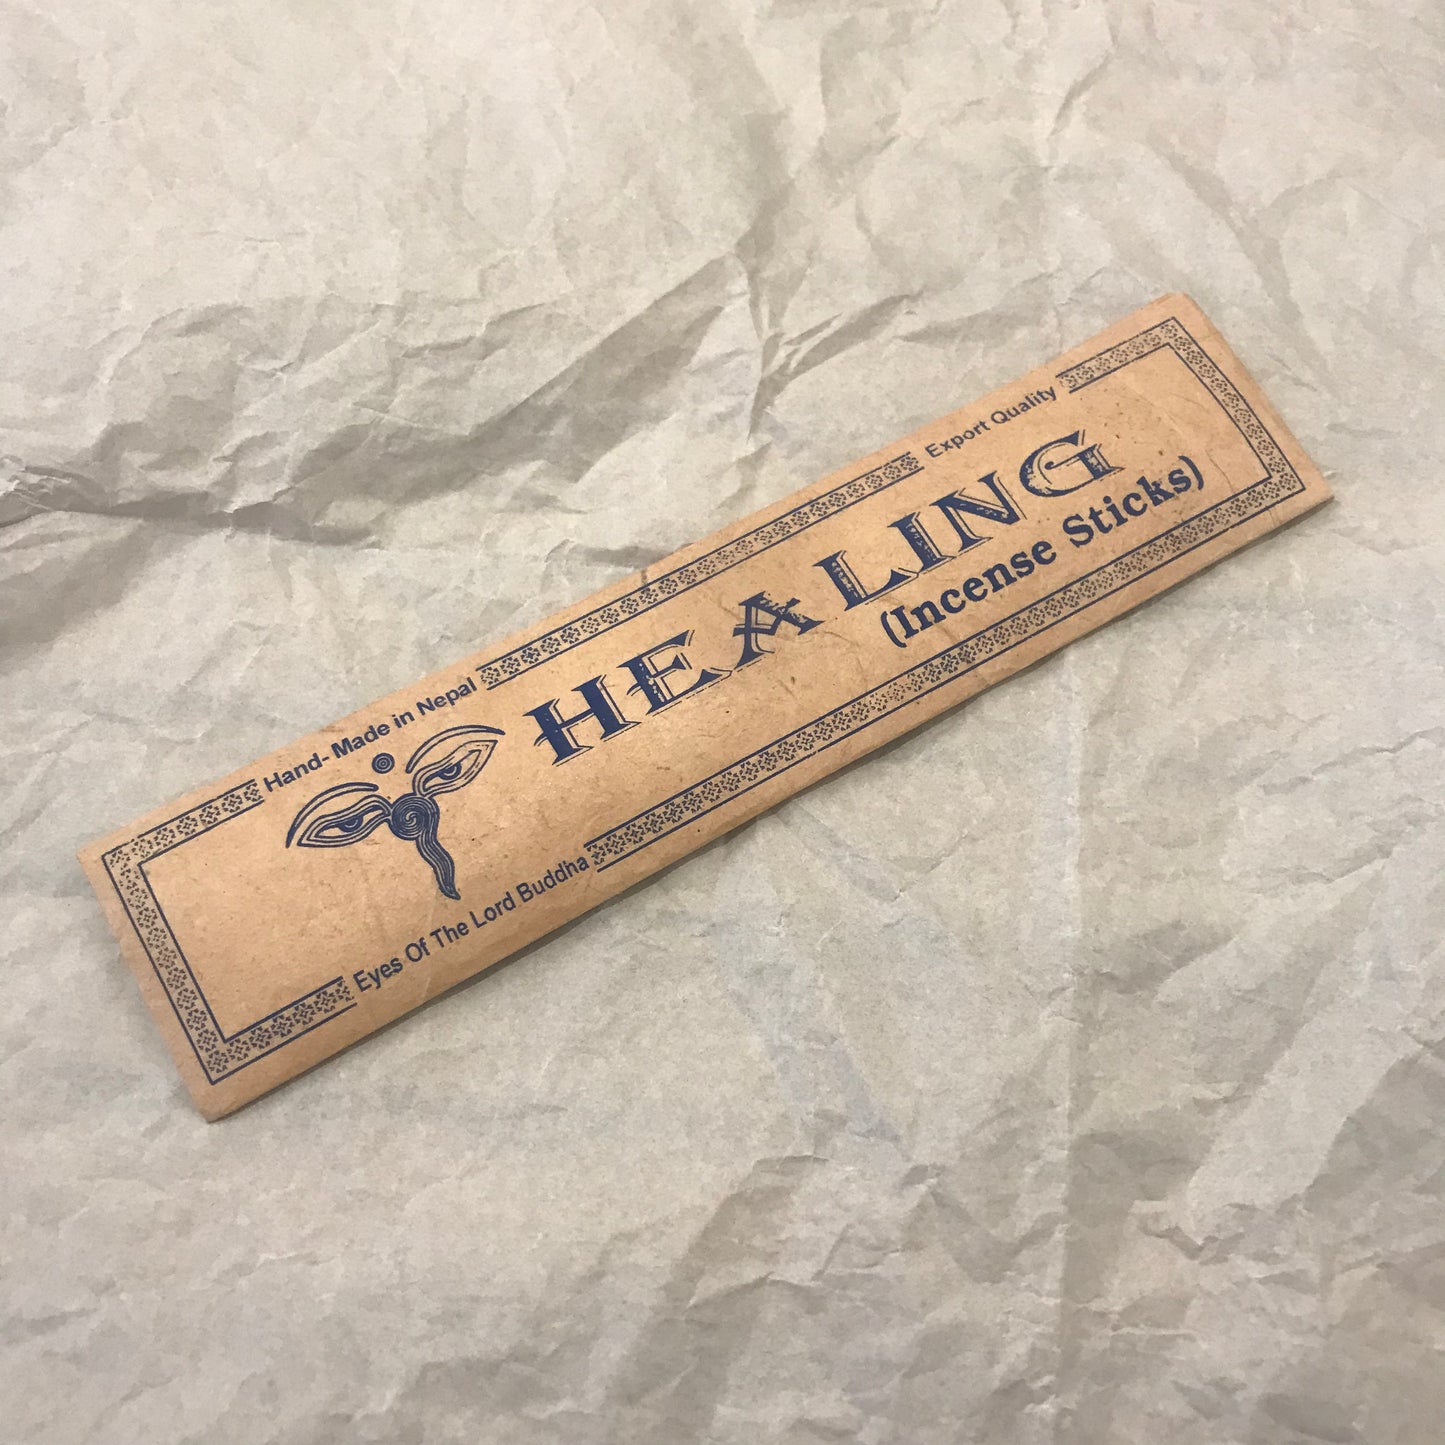 Hand-Made in Nepal
Export Quality
HEALING
(Incense Sticks)
Eyes Of The Lord Buddha